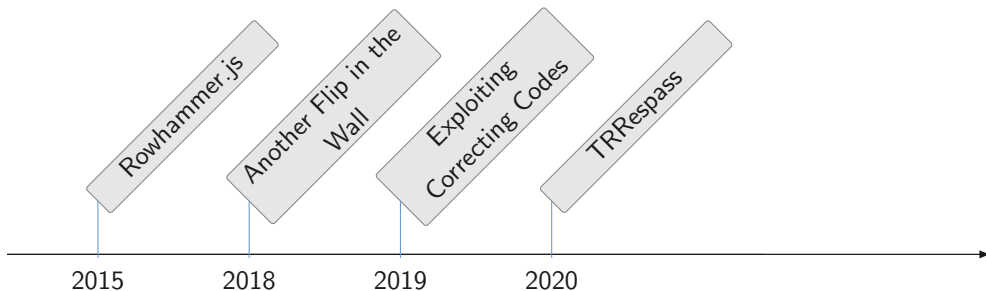 Rowhammer.js
Another Flip in the
Wall
Exploiting
Correcting Codes
TRRespass
2015
2018
2019
2020